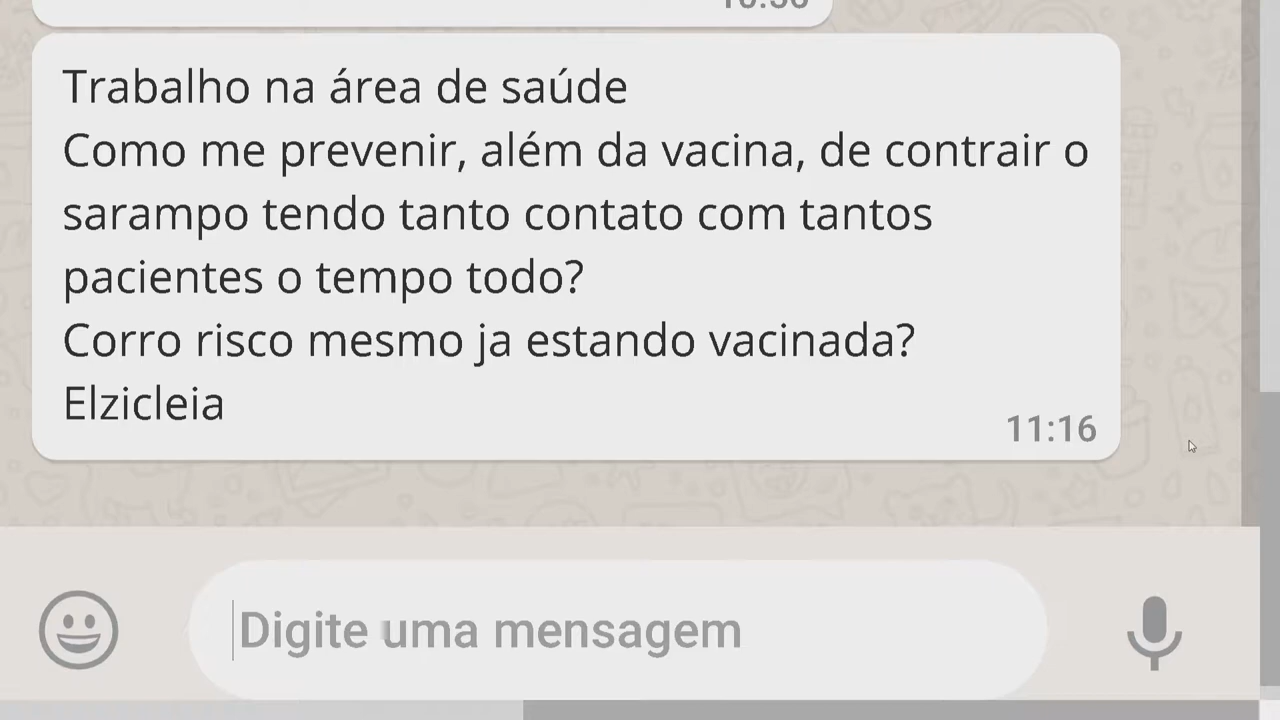 Trabalho na área de saúde
Como me prevenir, além da vacina, de contrair o
sarampo tendo tanto contato com tantos
pacientes o tempo todo?
Corro risco mesmo ja estando vacinada?
Elzicleia
11:16
Digite uma mensagem